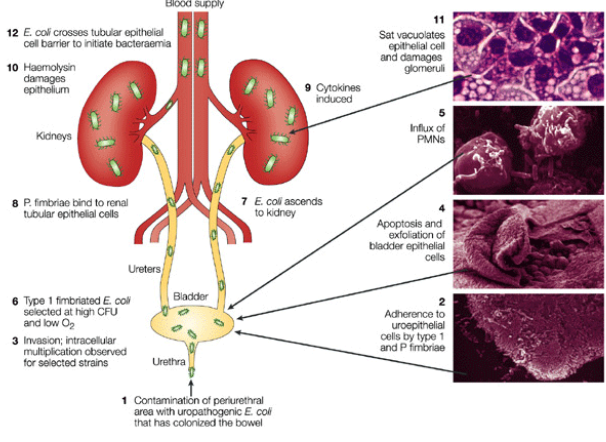 Blood supply
12 E. coli crosses tubular epithelial
cell barrier to initiate bacteraemia
10 Haemolysin
damages
epithelium
Kidneys
9 Cytokines
induced
8 P. fimbriae bind to renal
tubular epithelial cells
7 E. coli ascends
to kidney
Ureters
Bladder
6 Type 1 fimbriated E. coli
selected at high CFU
and low O2
3 Invasion; intracellular
multiplication observed
for selected strains
Urethra
1 Contamination of periurethral
area with uropathogenic E. coli
that has colonized the bowel
11
Sat vacuolates
epithelial cell
and damages
glomeruli
5
Influx of
PMNs
4
Apoptosis and
exfoliation of
bladder epithelial
cells
2
Adherence to
uroepithelial
cells by type 1
and P fimbriae